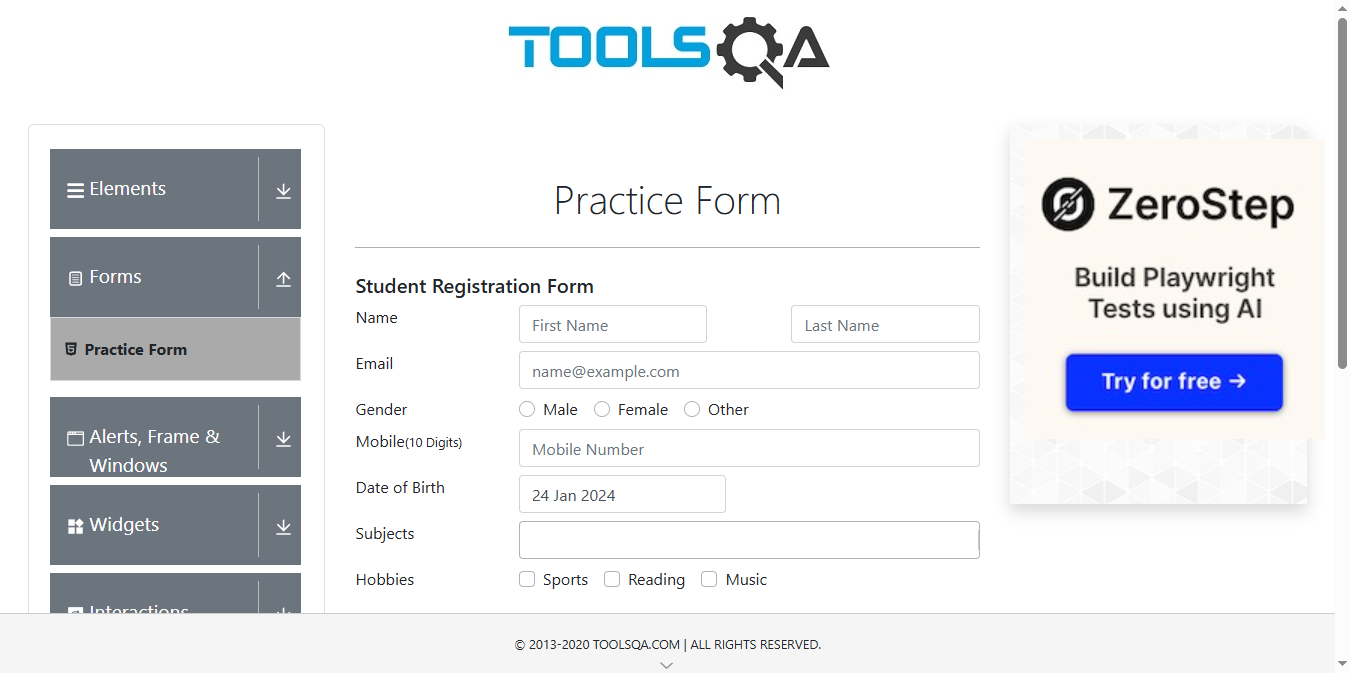 TOOLSQA
Elements
Forms
Practice Form
Alerts, Frame &
Windows
Widgets
Interactions
Practice Form
Student Registration Form
Name
First Name
Last Name
Email
name@example.com
Gender
Male
Female
Other
Mobile(10 Digits)
Mobile Number
Date of Birth
24 Jan 2024
Subjects
Hobbies
Sports
Reading
Music
ZeroStep
Build Playwright
Tests using AI
Try for free →
© 2013-2020 TOOLSQA.COM | ALL RIGHTS RESERVED.